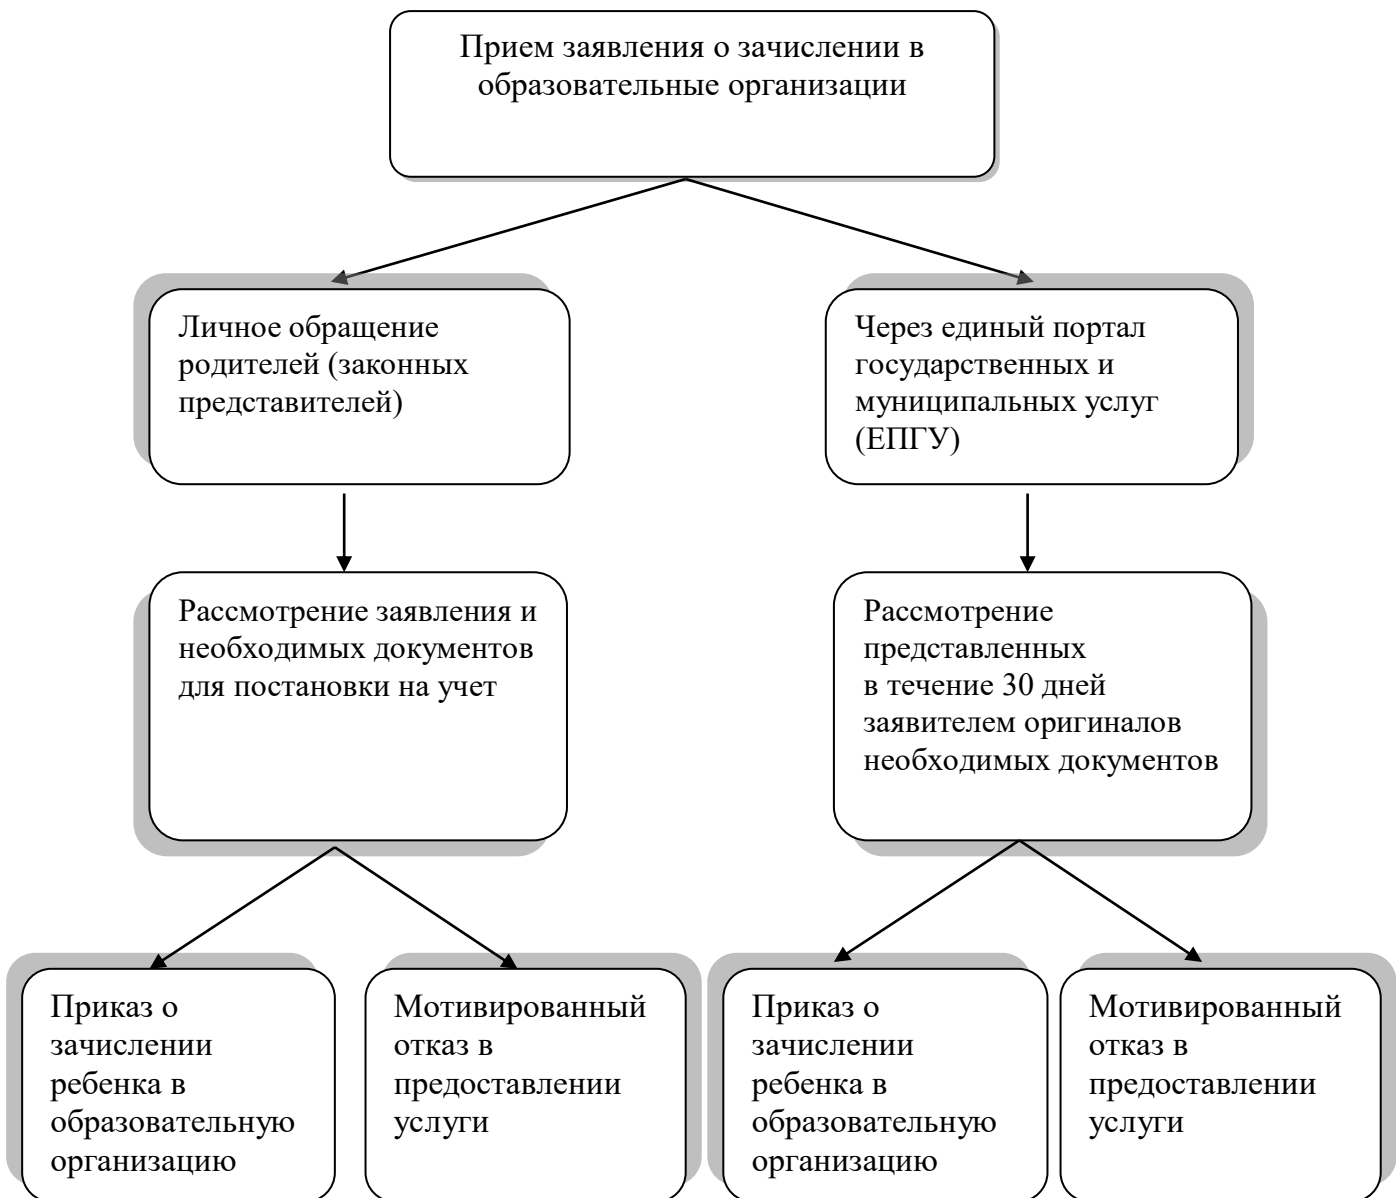 Прием заявления о зачислении в
образовательные организации
Личное обращение
родителей (законных
представителей)
Через единый портал
государственных и
муниципальных услуг
(ЕПГУ)
Рассмотрение заявления и
необходимых документов
для постановки на учет
Рассмотрение
представленных
в течение 30 дней
заявителем оригиналов
необходимых документов
Приказ о
зачислении
ребенка в
образовательную
организацию
Мотивированный
отказ в
предоставлении
услуги
Приказ о
зачислении
ребенка в
образовательную
организацию
Мотивированный
отказ в
предоставлении
услуги